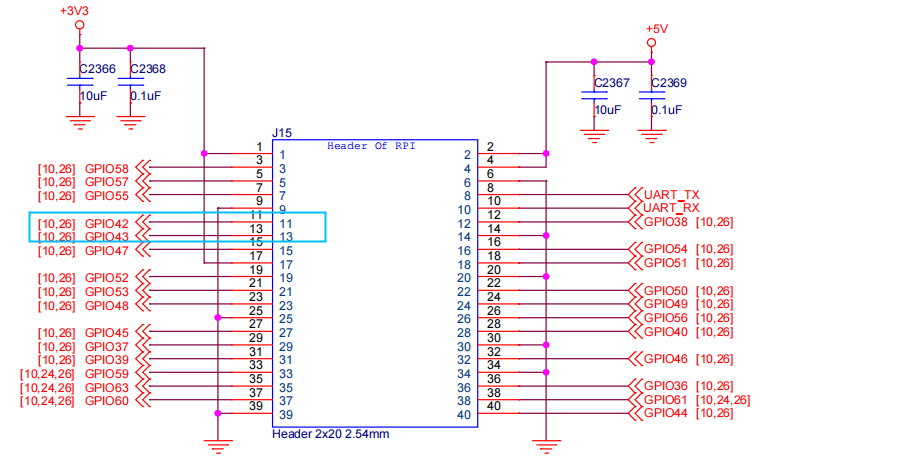 +3V3
+5V
C2366
C2368
10uF
0.1uF
C2367
C2369
10uF
0.1uF
J15
Header Of RPI
1 1 2 2
3 3 4 4
[10,26] GPIO58
5 5 6 6
[10,26] GPIO57
7 7 8 8 UART_TX
[10,26] GPIO55
9 9 10 10 UART_RX
11 11 12 12 GPIO38 [10,26]
[10,26] GPIO42
13 13 14 14
[10,26] GPIO43
15 15 16 16 GPIO54 [10,26]
[10,26] GPIO47
17 17 18 18 GPIO51 [10,26]
19 19 20 20
[10,26] GPIO52
21 21 22 22 GPIO50 [10,26]
[10,26] GPIO53
23 23 24 24 GPIO49 [10,26]
[10,26] GPIO48
25 25 26 26 GPIO56 [10,26]
27 27 28 28 GPIO40 [10,26]
[10,26] GPIO45
29 29 30 30
[10,26] GPIO37
31 31 32 32 GPIO46 [10,26]
[10,26] GPIO39
33 33 34 34
[10,24,26] GPIO59
35 35 36 36 GPIO36 [10,26]
[10,24,26] GPIO63
37 37 38 38 GPIO61 [10,24,26]
[10,24,26] GPIO60
39 39 40 40 GPIO44 [10,26]
Header 2x20 2.54mm